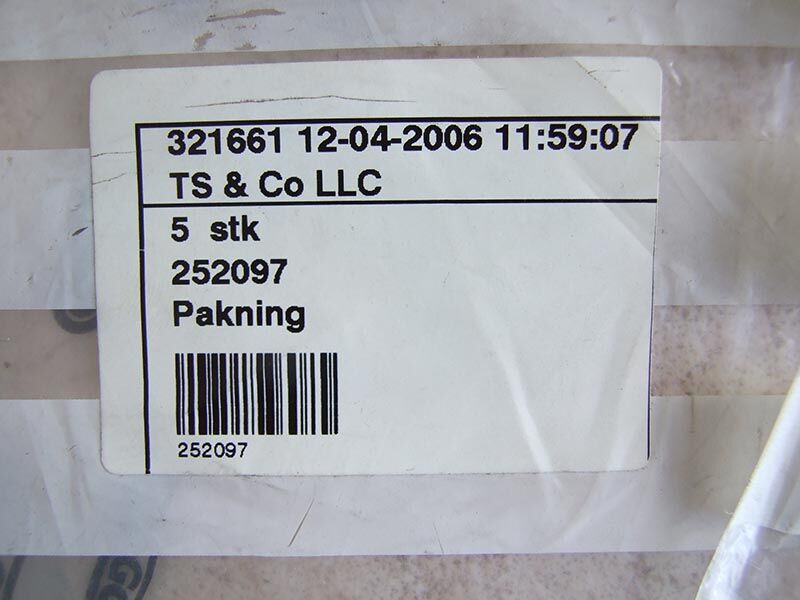 321661 12-04-2006 11:59:07
TS & Co LLC
5 stk
252097
Pakning
252097